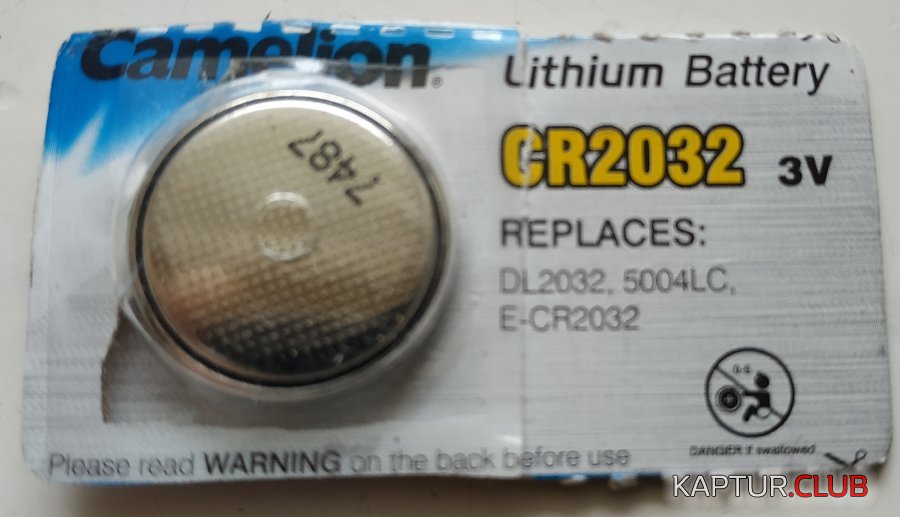 Camelion®
Lithium Battery
CR2032 3V
REPLACES:
DL2032, 5004LC,
E-CR2032
7487
DANGER if swallowed
Please read WARNING on the back before use
KAPTUR.CLUB